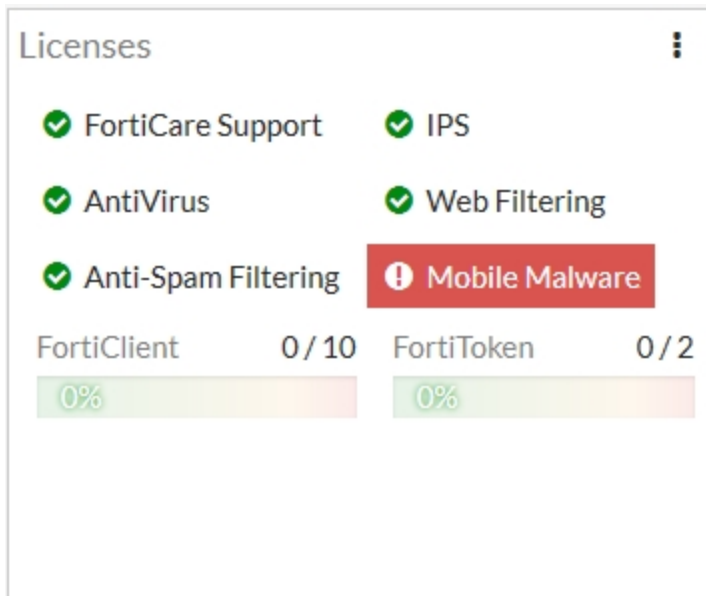 Licenses
FortiCare Support IPS
AntiVirus Web Filtering
Anti-Spam Filtering Mobile Malware
FortiClient 0 / 10 FortiToken 0 / 2
0% 0%